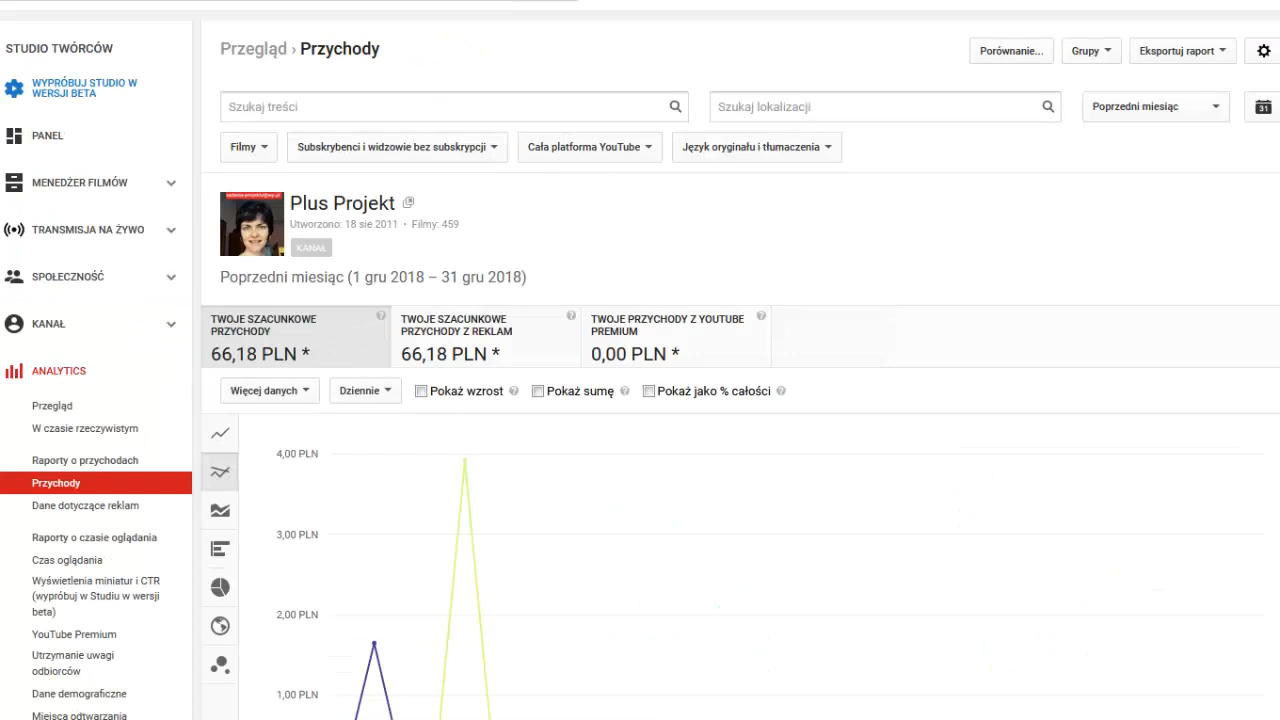 STUDIO TWÓRCÓW
WYPRÓBUJ STUDIO W
WERSJI BETA
PANEL
MENEDŻER FILMÓW
TRANSMISJA NA ŻYWO
SPOŁECZNOŚĆ
KANAŁ
ANALYTICS
Przegląd
W czasie rzeczywistym
Raporty o przychodach
Przychody
Dane dotyczące reklam
Raporty o czasie oglądania
Czas oglądania
Wyświetlenia miniatur i CTR
(wypróbuj w Studiu w wersji
beta)
YouTube Premium
Utrzymanie uwagi
odbiorców
Dane demograficzne
Miejsca odtwarzania
Przegląd › Przychody
Porównanie...
Grupy
Eksportuj raport
Szukaj treści
Szukaj lokalizacji
Poprzedni miesiąc
31
Filmy
Subskrybenci i widzowie bez subskrypcji
Cała platforma YouTube
Język oryginału i tłumaczenia
Plus Projekt
Utworzono: 18 sie 2011 • Filmy: 459
KANAŁ
Poprzedni miesiąc (1 gru 2018 – 31 gru 2018)
TWOJE SZACUNKOWE
PRZYCHODY
66,18 PLN *
TWOJE SZACUNKOWE
PRZYCHODY Z REKLAM
66,18 PLN *
TWOJE PRZYCHODY Z YOUTUBE
PREMIUM
0,00 PLN *
Więcej danych
Dziennie
Pokaż wzrost
Pokaż sumę
Pokaż jako % całości
4,00 PLN
3,00 PLN
2,00 PLN
1,00 PLN